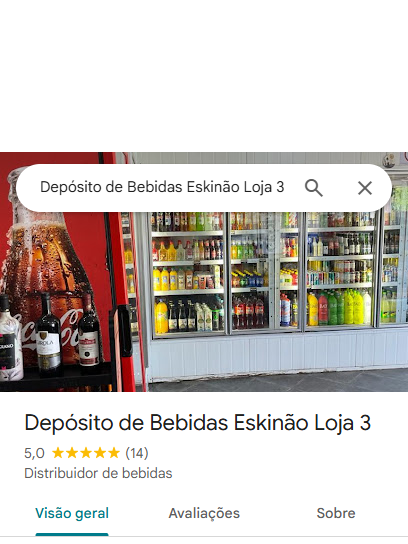 Depósito de Bebidas Eskinão Loja 3
Coca-Cola
Depósito de Bebidas Eskinão Loja 3
5,0 ★★★★★ (14)
Distribuidor de bebidas
Visão geral Avaliações Sobre